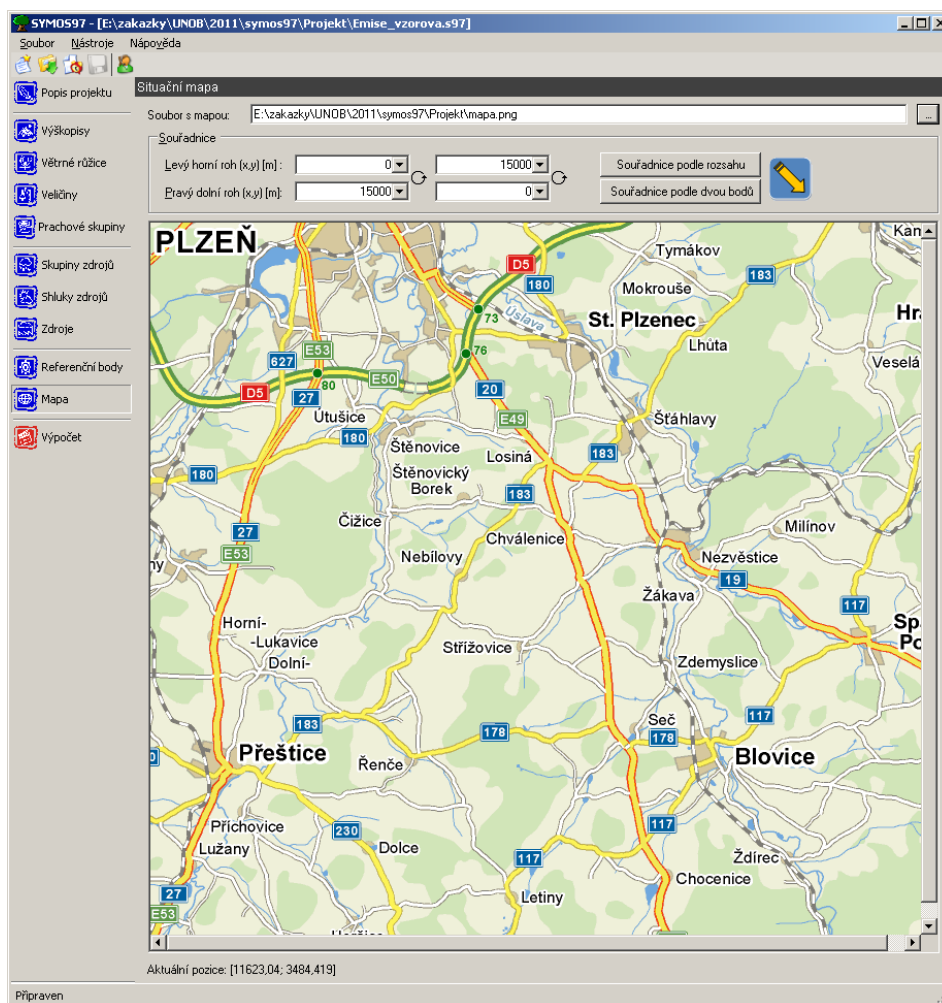 SYMOS97 - [E:\zakazky\UNOB\2011\symos97\Projekt\Emise_vzorova.s97]
Soubor Nástroje Nápověda
Popis projektu
Výškopisy
Větrné růžice
Veličiny
Prachové skupiny
Skupiny zdrojů
Shluky zdrojů
Zdroje
Referenční body
Mapa
Výpočet
Situační mapa
Soubor s mapou: E:\zakazky\UNOB\2011\symos97\Projekt\mapa.png ...
Souřadnice
Levý horní roh (x,y) [m] : 0 15000 Souřadnice podle rozsahu
Pravý dolní roh (x,y) [m]: 15000 0 Souřadnice podle dvou bodů
PLZEŇ
Kan
Tymákov
D5
183
180
Mokrouše
Úslava
73
St. Plzenec
Hr
Lhůta
E53
76
627
Veselá
80
E50
D5
27
20
Útušice
E49
Šťáhlavy
180
Štěnovice
Losiná
183
180
Štěnovický
Borek
183
Čižice
27
Milínov
Chválenice
E53
Nebílovy
Nezvěstice
ny
19
Žákava
117
Horní-
Sp
-Lukavice
Střížovice
Po
Dolní-
Zdemyslice
183
117
Seč
178
178
Přeštice
Řenče
Blovice
0
Příchovice
230
117
Lužany
Dolce
117
Ždírec
Chocenice
27
Letiny
E53
Aktuální pozice: [11623,04; 3484,419]
Připraven